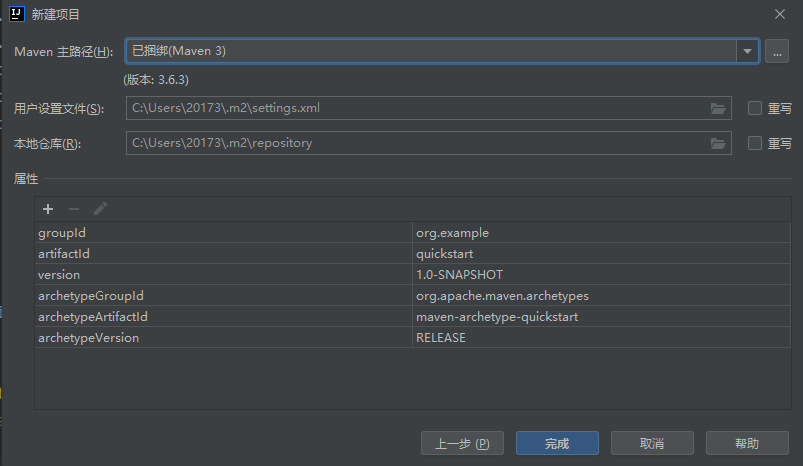 IJ 新建项目
Maven 主路径(H): 已捆绑(Maven 3) ...
(版本: 3.6.3)
用户设置文件(S): C:\Users\20173\.m2\settings.xml 重写
本地仓库(R): C:\Users\20173\.m2\repository 重写
属性
groupId org.example
artifactId quickstart
version 1.0-SNAPSHOT
archetypeGroupId org.apache.maven.archetypes
archetypeArtifactId maven-archetype-quickstart
archetypeVersion RELEASE
上一步 (P) 完成 取消 帮助